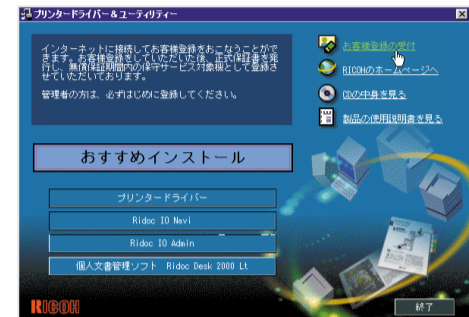 プリンタードライバー＆ユーティリティー
インターネットに接続してお客様登録をおこなうことがで
きます。お客様登録をしていただいた後、正式保証書を発
行し、無償保証期間内の保守サービス対象機として登録さ
せていただいております。
管理者の方は、必ずはじめに登録してください。
お客様登録の受付
RICOHのホームページへ
CDの中身を見る
製品の使用説明書を見る
おすすめインストール
プリンタードライバー
Ridoc IO Navi
Ridoc IO Admin
個人文書管理ソフト Ridoc Desk 2000 Lt
RICOH
終了